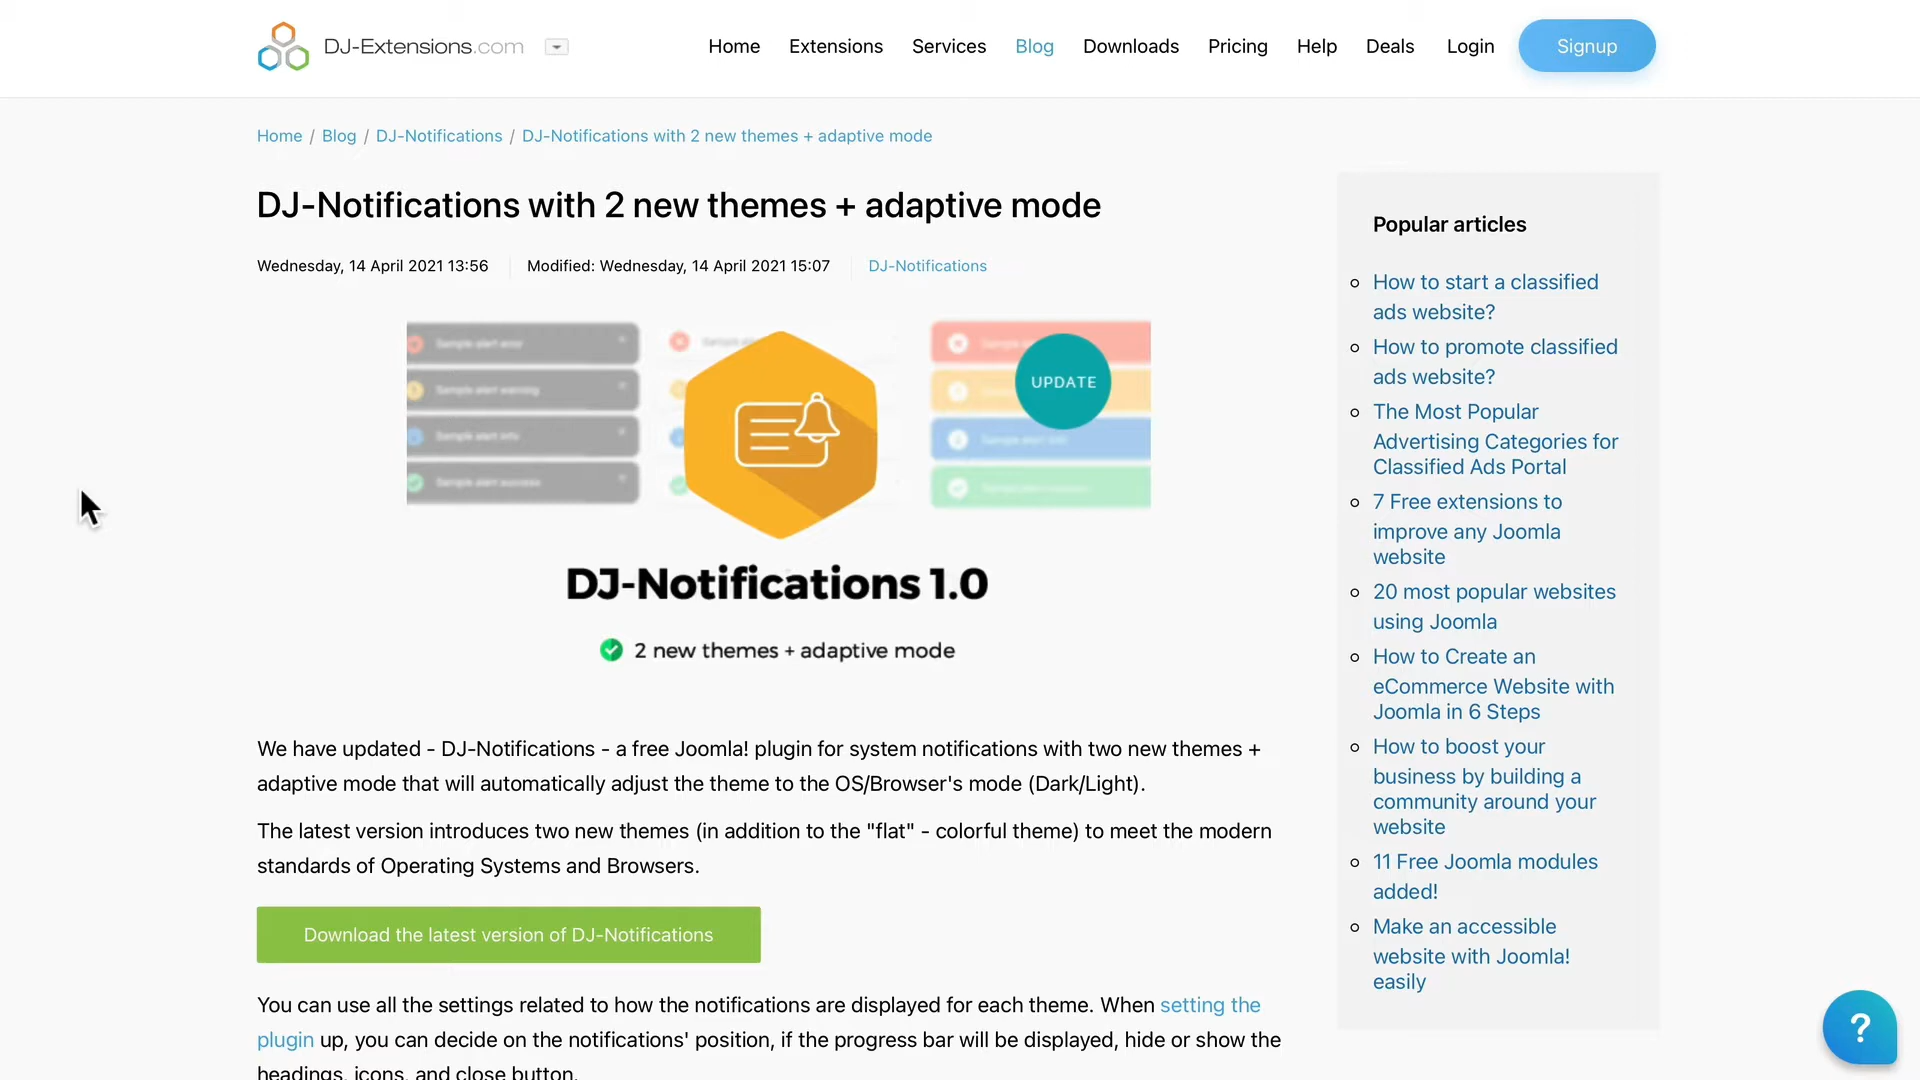 DJ-Extensions.com
Home Extensions Services Blog Downloads Pricing Help Deals Login Signup
Home / Blog / DJ-Notifications / DJ-Notifications with 2 new themes + adaptive mode
DJ-Notifications with 2 new themes + adaptive mode
Wednesday, 14 April 2021 13:56 Modified: Wednesday, 14 April 2021 15:07 DJ-Notifications
Sample alert error
Sample alert warning
Sample alert info
Sample alert success
UPDATE
DJ-Notifications 1.0
2 new themes + adaptive mode
We have updated - DJ-Notifications - a free Joomla! plugin for system notifications with two new themes +
adaptive mode that will automatically adjust the theme to the OS/Browser's mode (Dark/Light).
The latest version introduces two new themes (in addition to the "flat" - colorful theme) to meet the modern
standards of Operating Systems and Browsers.
Download the latest version of DJ-Notifications
You can use all the settings related to how the notifications are displayed for each theme. When setting the
plugin up, you can decide on the notifications' position, if the progress bar will be displayed, hide or show the
headings, icons, and close button.
Popular articles
How to start a classified
ads website?
How to promote classified
ads website?
The Most Popular
Advertising Categories for
Classified Ads Portal
7 Free extensions to
improve any Joomla
website
20 most popular websites
using Joomla
How to Create an
eCommerce Website with
Joomla in 6 Steps
How to boost your
business by building a
community around your
website
11 Free Joomla modules
added!
Make an accessible
website with Joomla!
easily
?